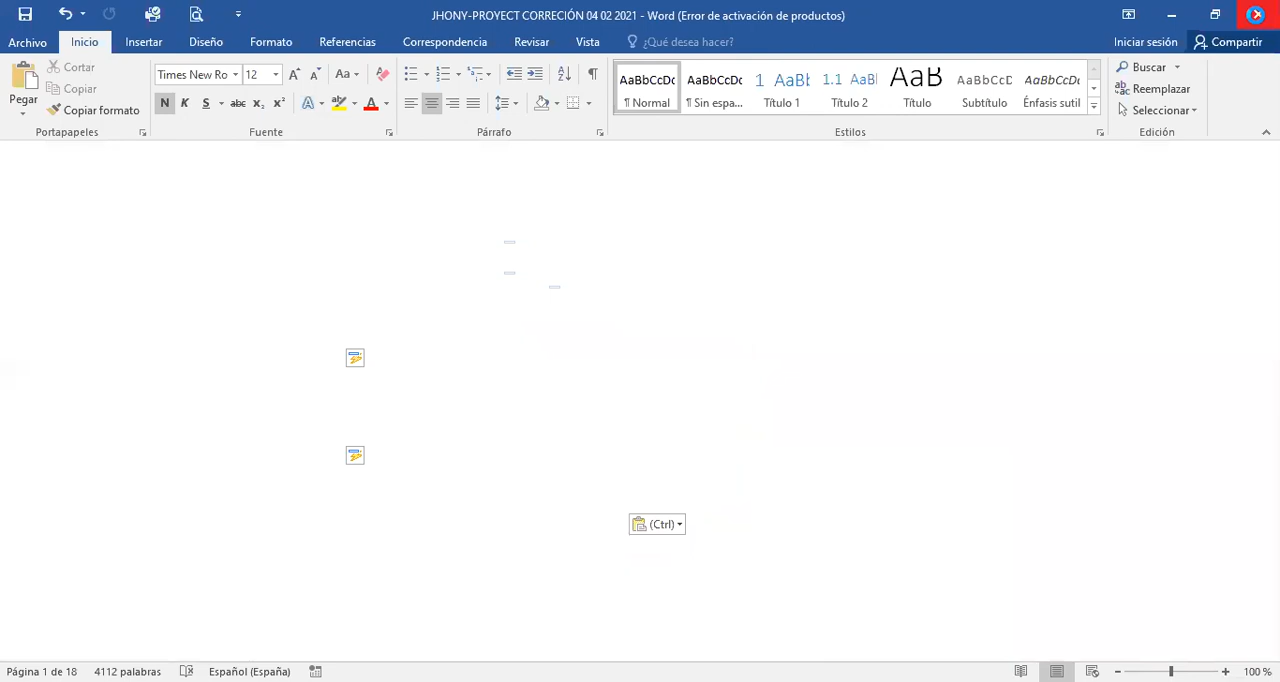 JHONY-PROYECT CORRECIÓN 04 02 2021 - Word (Error de activación de productos)
Archivo Inicio Insertar Diseño Formato Referencias Correspondencia Revisar Vista ¿Qué desea hacer? Iniciar sesión Compartir
Pegar
Cortar
Copiar
Copiar formato
Portapapeles
Times New Ro 12 Aa
N K S abc x₂ x² A A
Fuente
Párrafo
AaBbCcDc AaBbCcDc 1 AaBl 1.1 AaBl AaB AaBbCcD AaBbCcDc
¶ Normal ¶ Sin espa... Título 1 Título 2 Título Subtítulo Énfasis sutil
Estilos
Buscar
Reemplazar
Seleccionar
Edición
(Ctrl)
Página 1 de 18 4112 palabras Español (España) 100 %